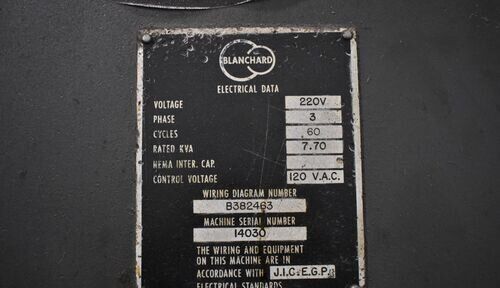 BLANCHARD
ELECTRICAL DATA
VOLTAGE 220V
PHASE 3
CYCLES 60
RATED KVA 7.70
NEMA INTER. CAP.
CONTROL VOLTAGE 120 V.A.C.
WIRING DIAGRAM NUMBER
B382463
MACHINE SERIAL NUMBER
14030
THE WIRING AND EQUIPMENT
ON THIS MACHINE ARE IN
ACCORDANCE WITH J.I.C.E.G.P.
ELECTRICAL STANDARDS